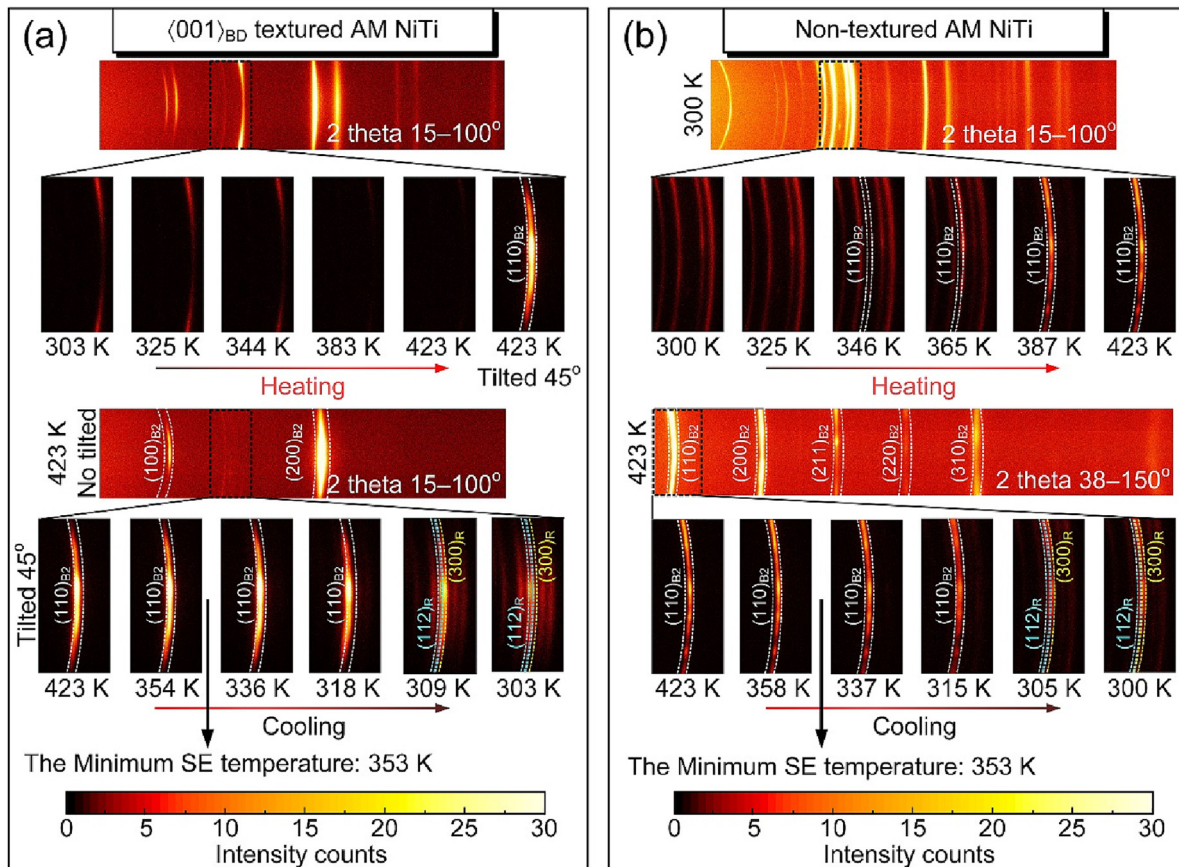 (a)
⟨001⟩BD textured AM NiTi
2 theta 15–100°
303 K 325 K 344 K 383 K 423 K 423 K
(110)B2
Heating
Tilted 45°
423 K
No tilted
(100)B2 (200)B2
2 theta 15–100°
Tilted 45°
(110)B2 (110)B2 (110)B2 (110)B2 (112)R (300)R (112)R (300)R
423 K 354 K 336 K 318 K 309 K 303 K
Cooling
The Minimum SE temperature: 353 K
0 5 10 15 20 25 30
Intensity counts
(b)
Non-textured AM NiTi
300 K
2 theta 15–100°
(110)B2 (110)B2 (110)B2 (110)B2
300 K 325 K 346 K 365 K 387 K 423 K
Heating
423 K
(110)B2 (200)B2 (211)B2 (220)B2 (310)B2
2 theta 38–150°
(110)B2 (110)B2 (110)B2 (110)B2 (112)R (300)R (112)R (300)R
423 K 358 K 337 K 315 K 305 K 300 K
Cooling
The Minimum SE temperature: 353 K
0 5 10 15 20 25 30
Intensity counts